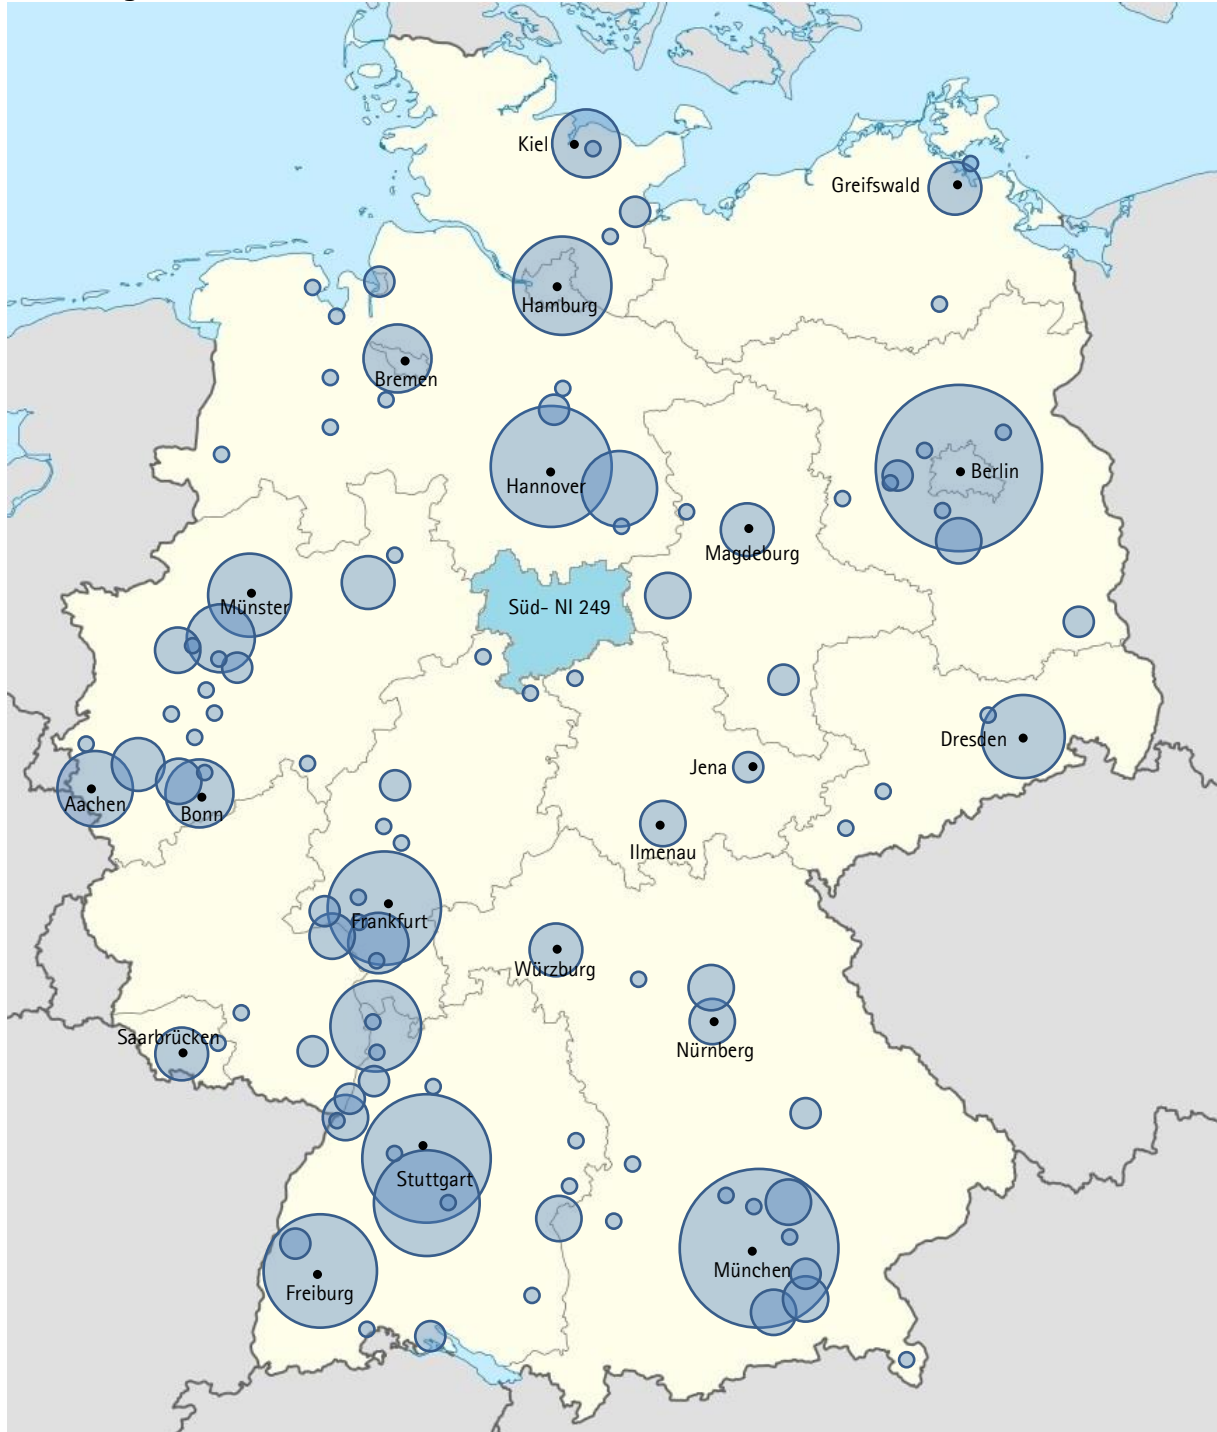 Kiel
Greifswald
Hamburg
Bremen
Berlin
Hannover
Magdeburg
Münster
Süd- NI 249
Dresden
Jena
Aachen
Bonn
Ilmenau
Frankfurt
Würzburg
Saarbrücken
Nürnberg
Stuttgart
München
Freiburg